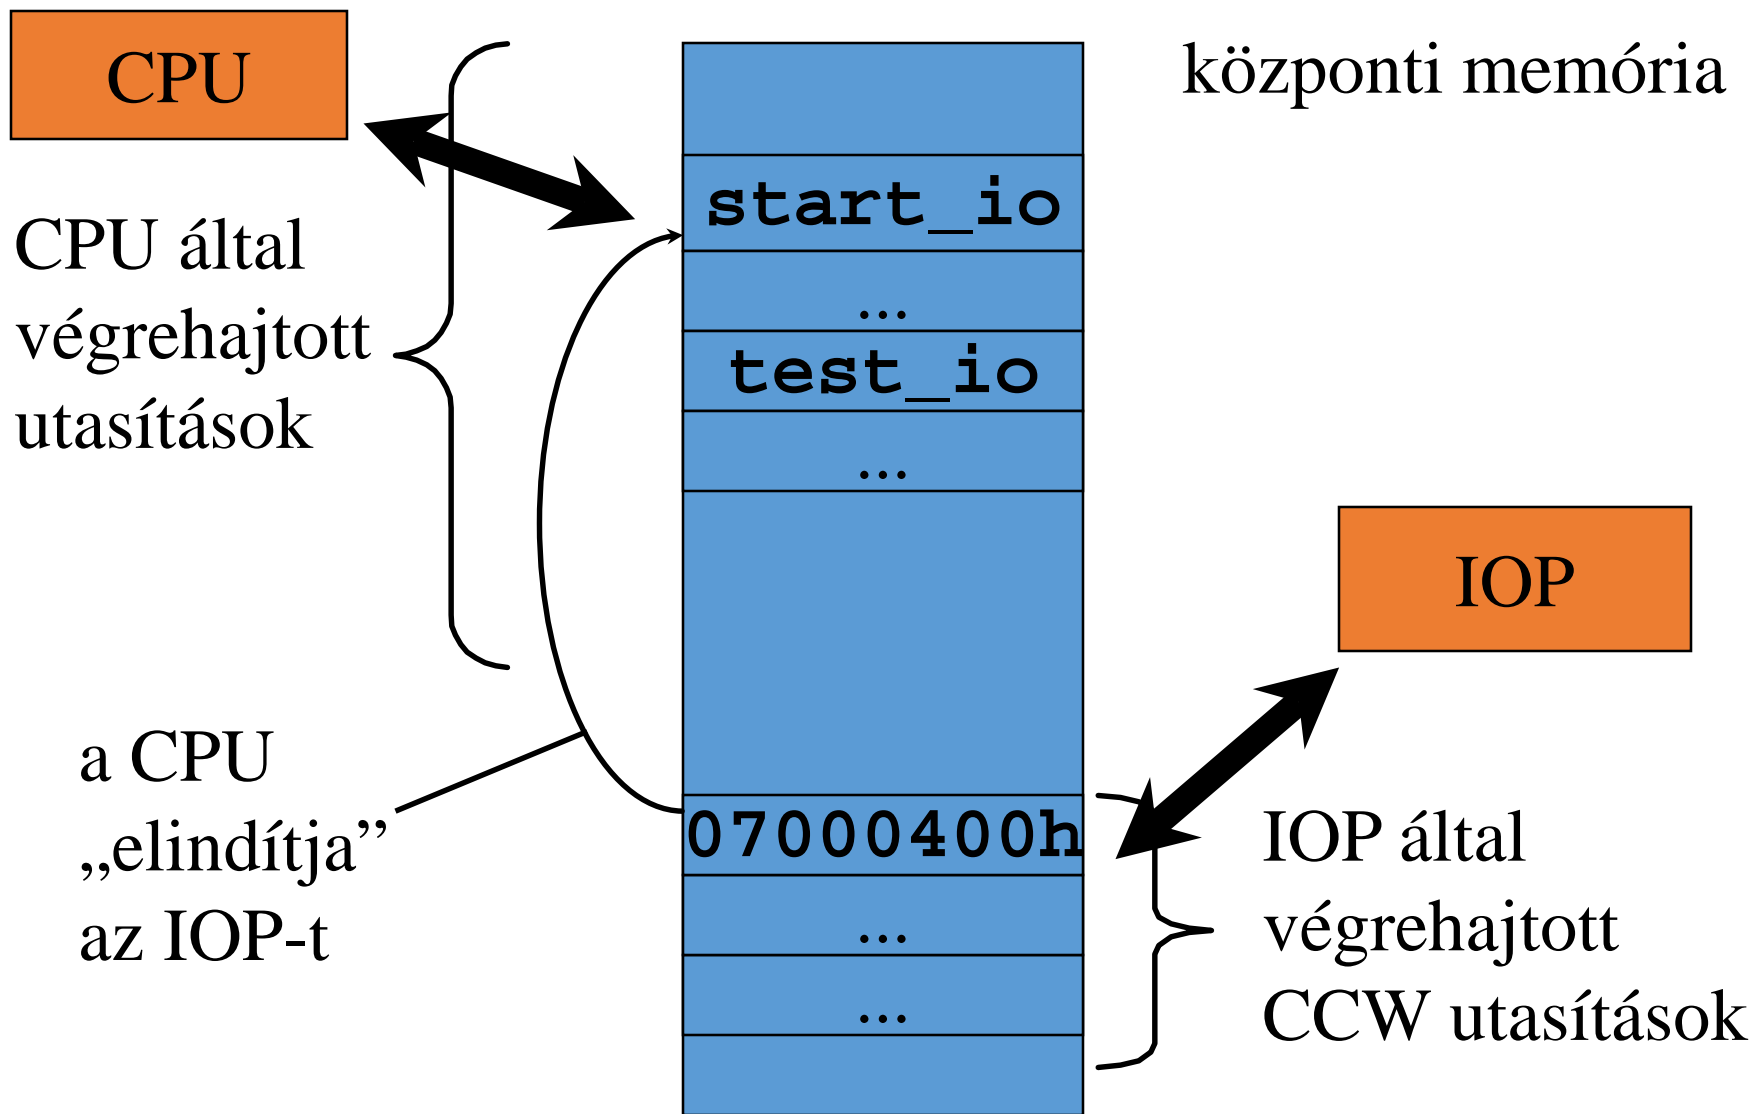 CPU
központi memória
start_io
CPU által
végrehajtott
utasítások
...
test_io
...
IOP
a CPU
„elindítja”
az IOP-t
07000400h
...
...
IOP által
végrehajtott
CCW utasítások